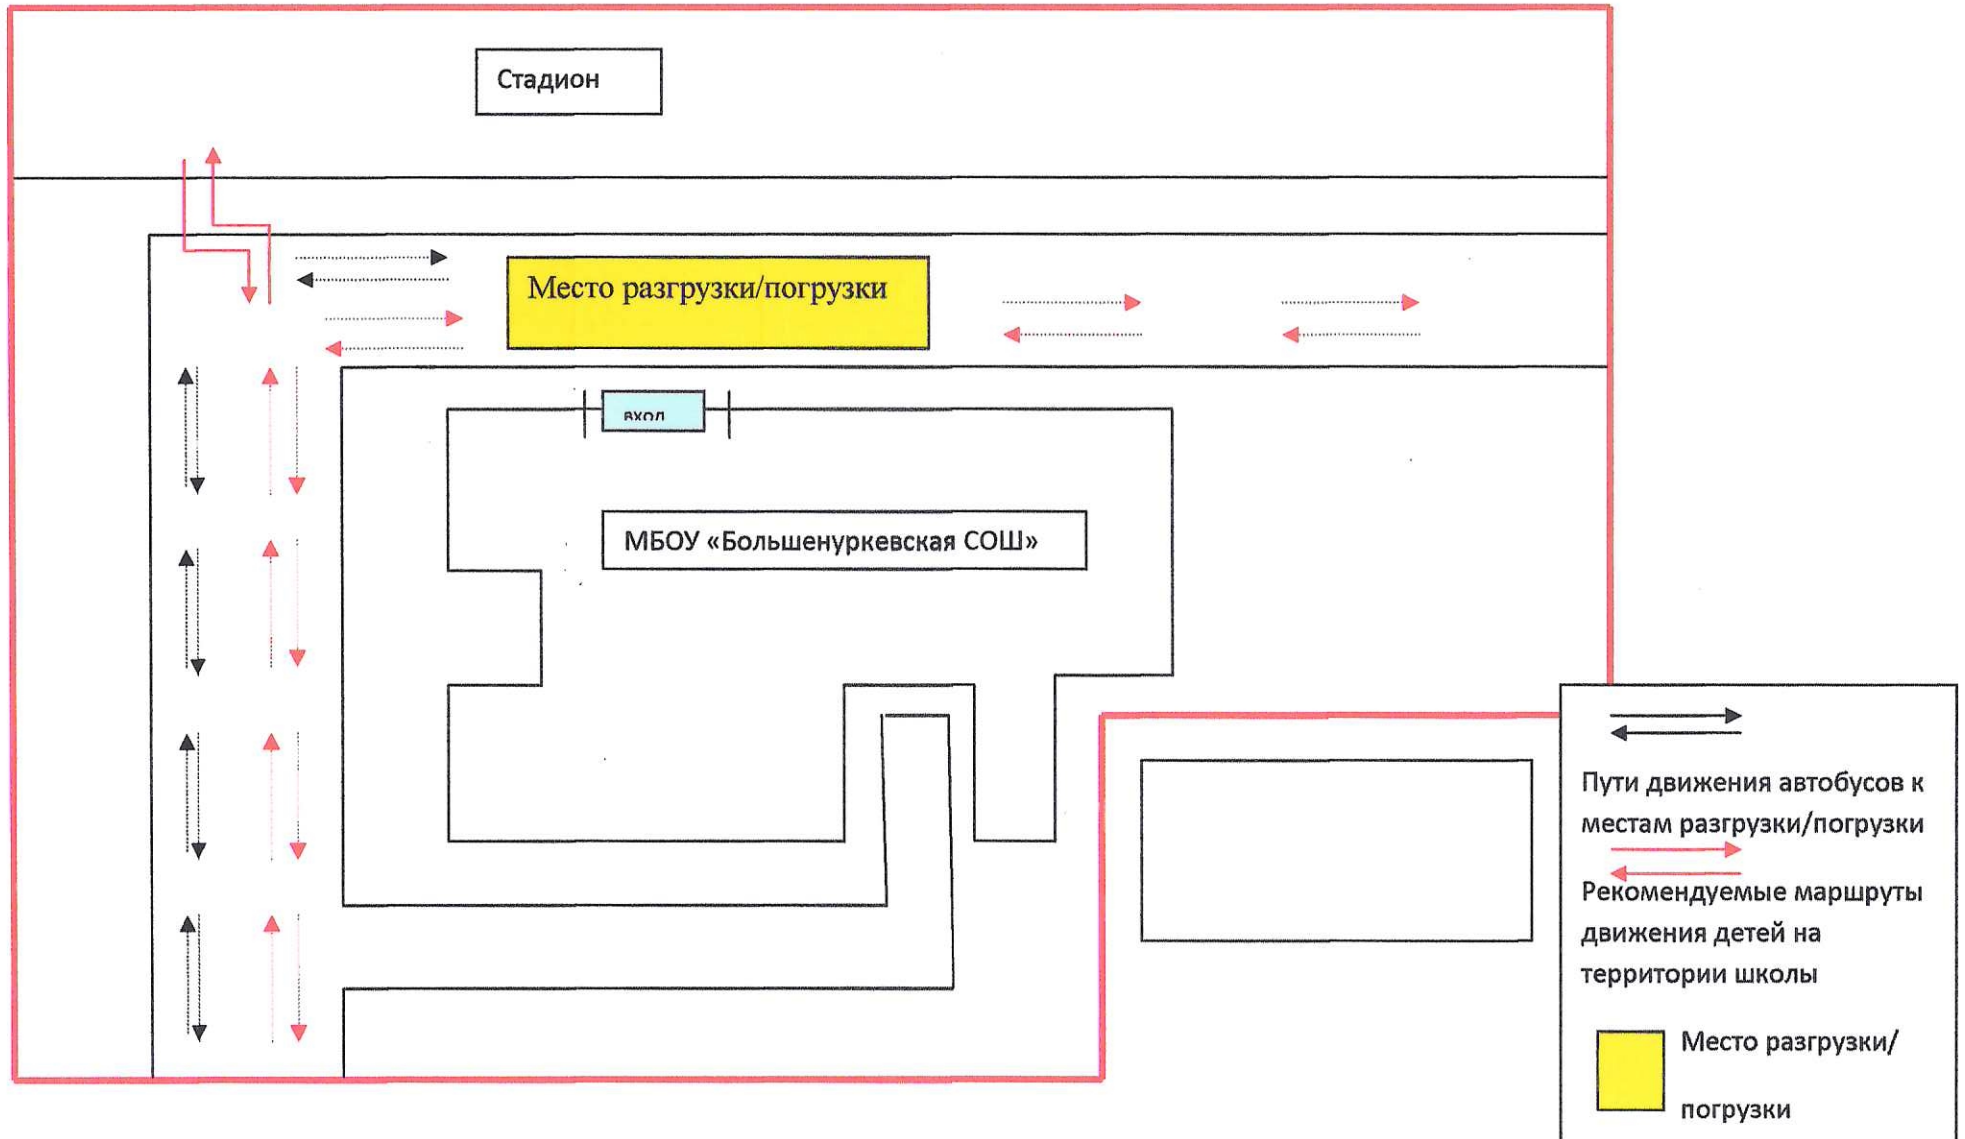 Стадион
Место разгрузки/погрузки
вход
МБОУ «Большенуркевская СОШ»
Пути движения автобусов к
местам разгрузки/погрузки
Рекомендуемые маршруты
движения детей на
территории школы
Место разгрузки/
погрузки